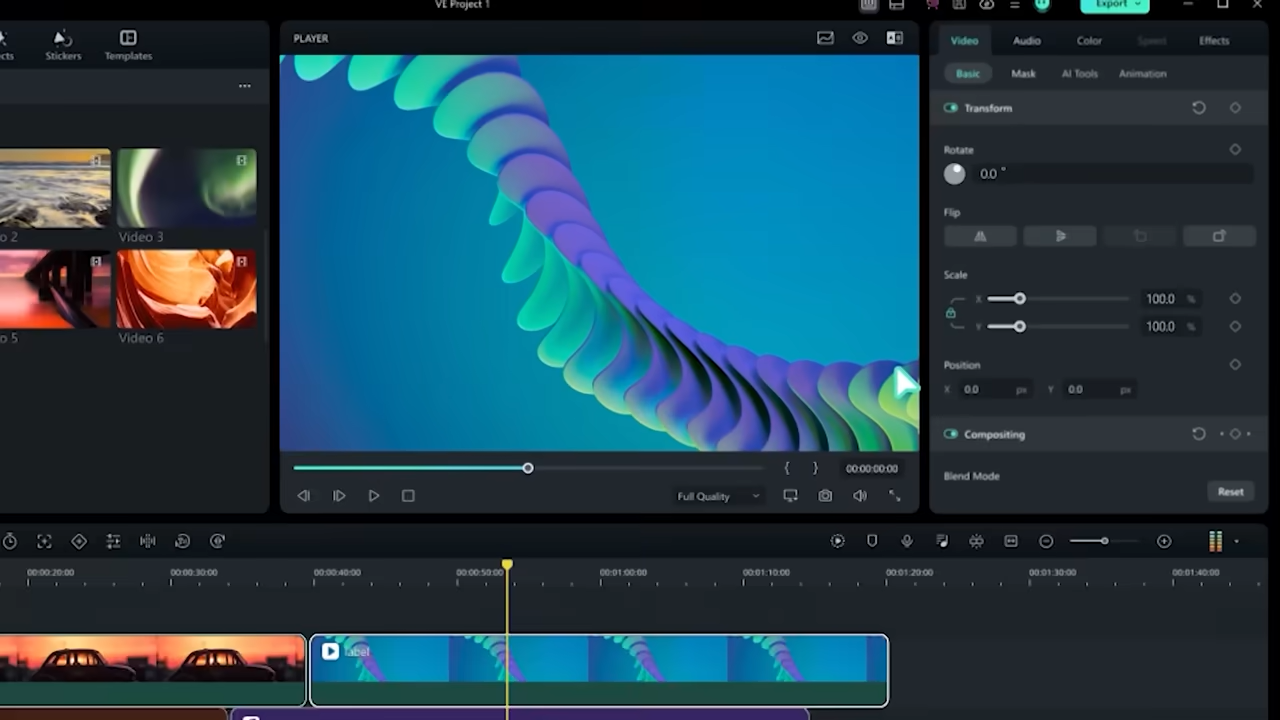 VE Project 1
Export
Stickers
Templates
PLAYER
Video
Audio
Color
Speed
Effects
Basic
Mask
AI Tools
Animation
Transform
Rotate
0.0 °
Flip
Scale
X
100.0
%
Y
100.0
%
Position
X
0.0
px
Y
0.0
px
Compositing
Blend Mode
Reset
Video 3
Video 6
{ }
00:00:00:00
Full Quality
00:00:20:00
00:00:30:00
00:00:40:00
00:00:50:00
00:01:00:00
00:01:10:00
00:01:20:00
00:01:30:00
00:01:40:00
label